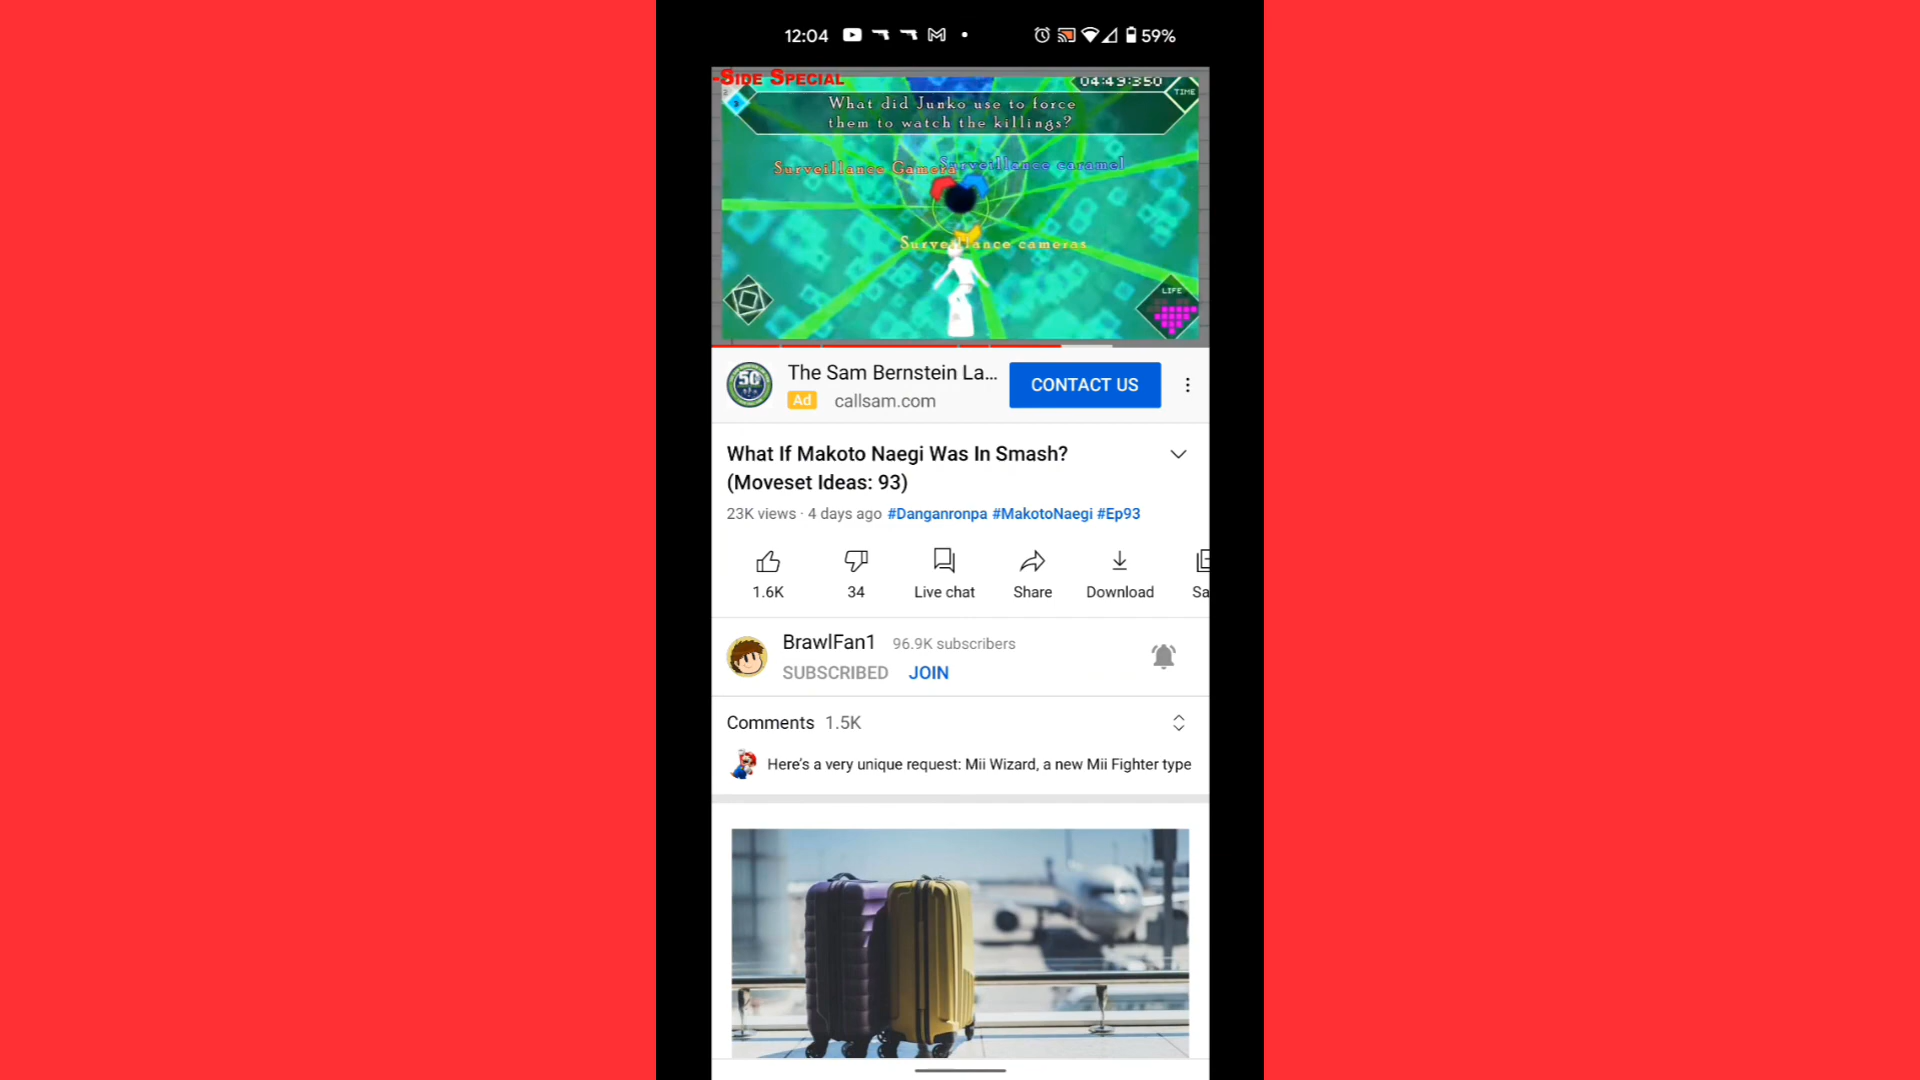 12:04
59%
-Side Special
04:49:350
TIME
What did Junko use to force
them to watch the killings?
Surveillance Gamera
Surveillance caramel
Surveillance cameras
LIFE
50
The Sam Bernstein La...
CONTACT US
Ad callsam.com
What If Makoto Naegi Was In Smash?
(Moveset Ideas: 93)
23K views · 4 days ago #Danganronpa #MakotoNaegi #Ep93
1.6K
34
Live chat
Share
Download
Sa
BrawlFan1 96.9K subscribers
SUBSCRIBED JOIN
Comments 1.5K
Here's a very unique request: Mii Wizard, a new Mii Fighter type